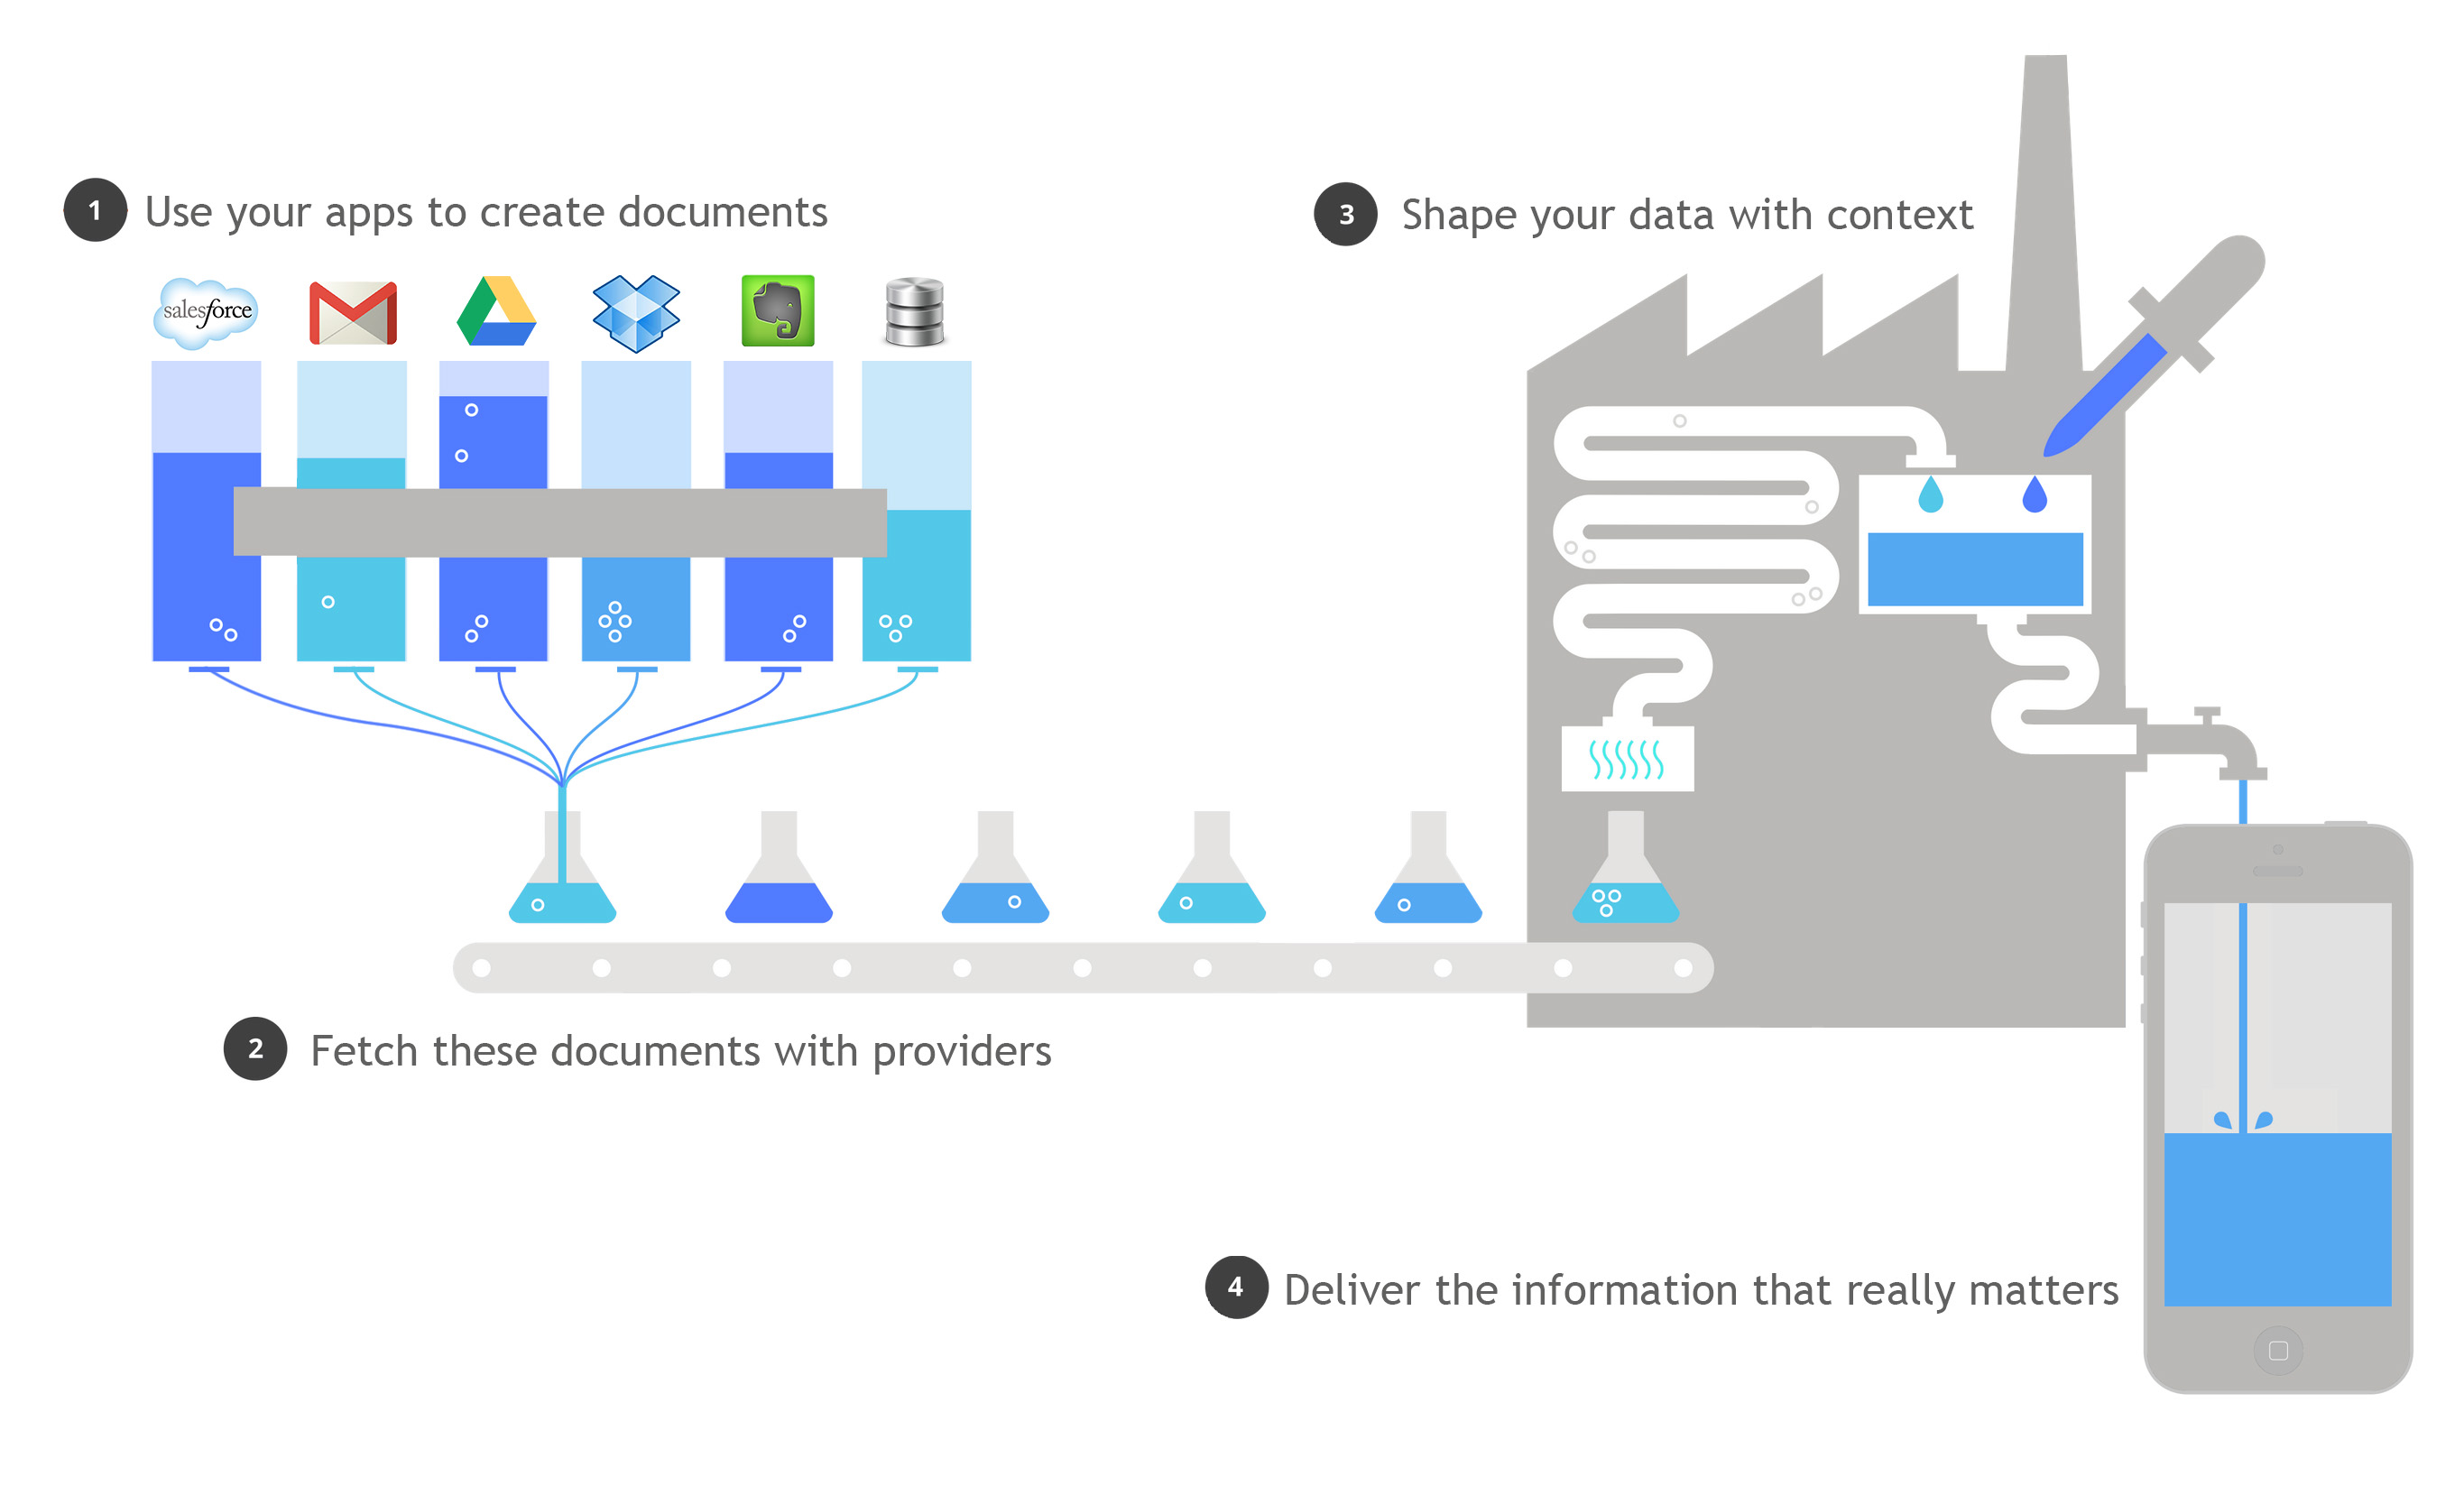 1 Use your apps to create documents
salesforce
2 Fetch these documents with providers
3 Shape your data with context
4 Deliver the information that really matters